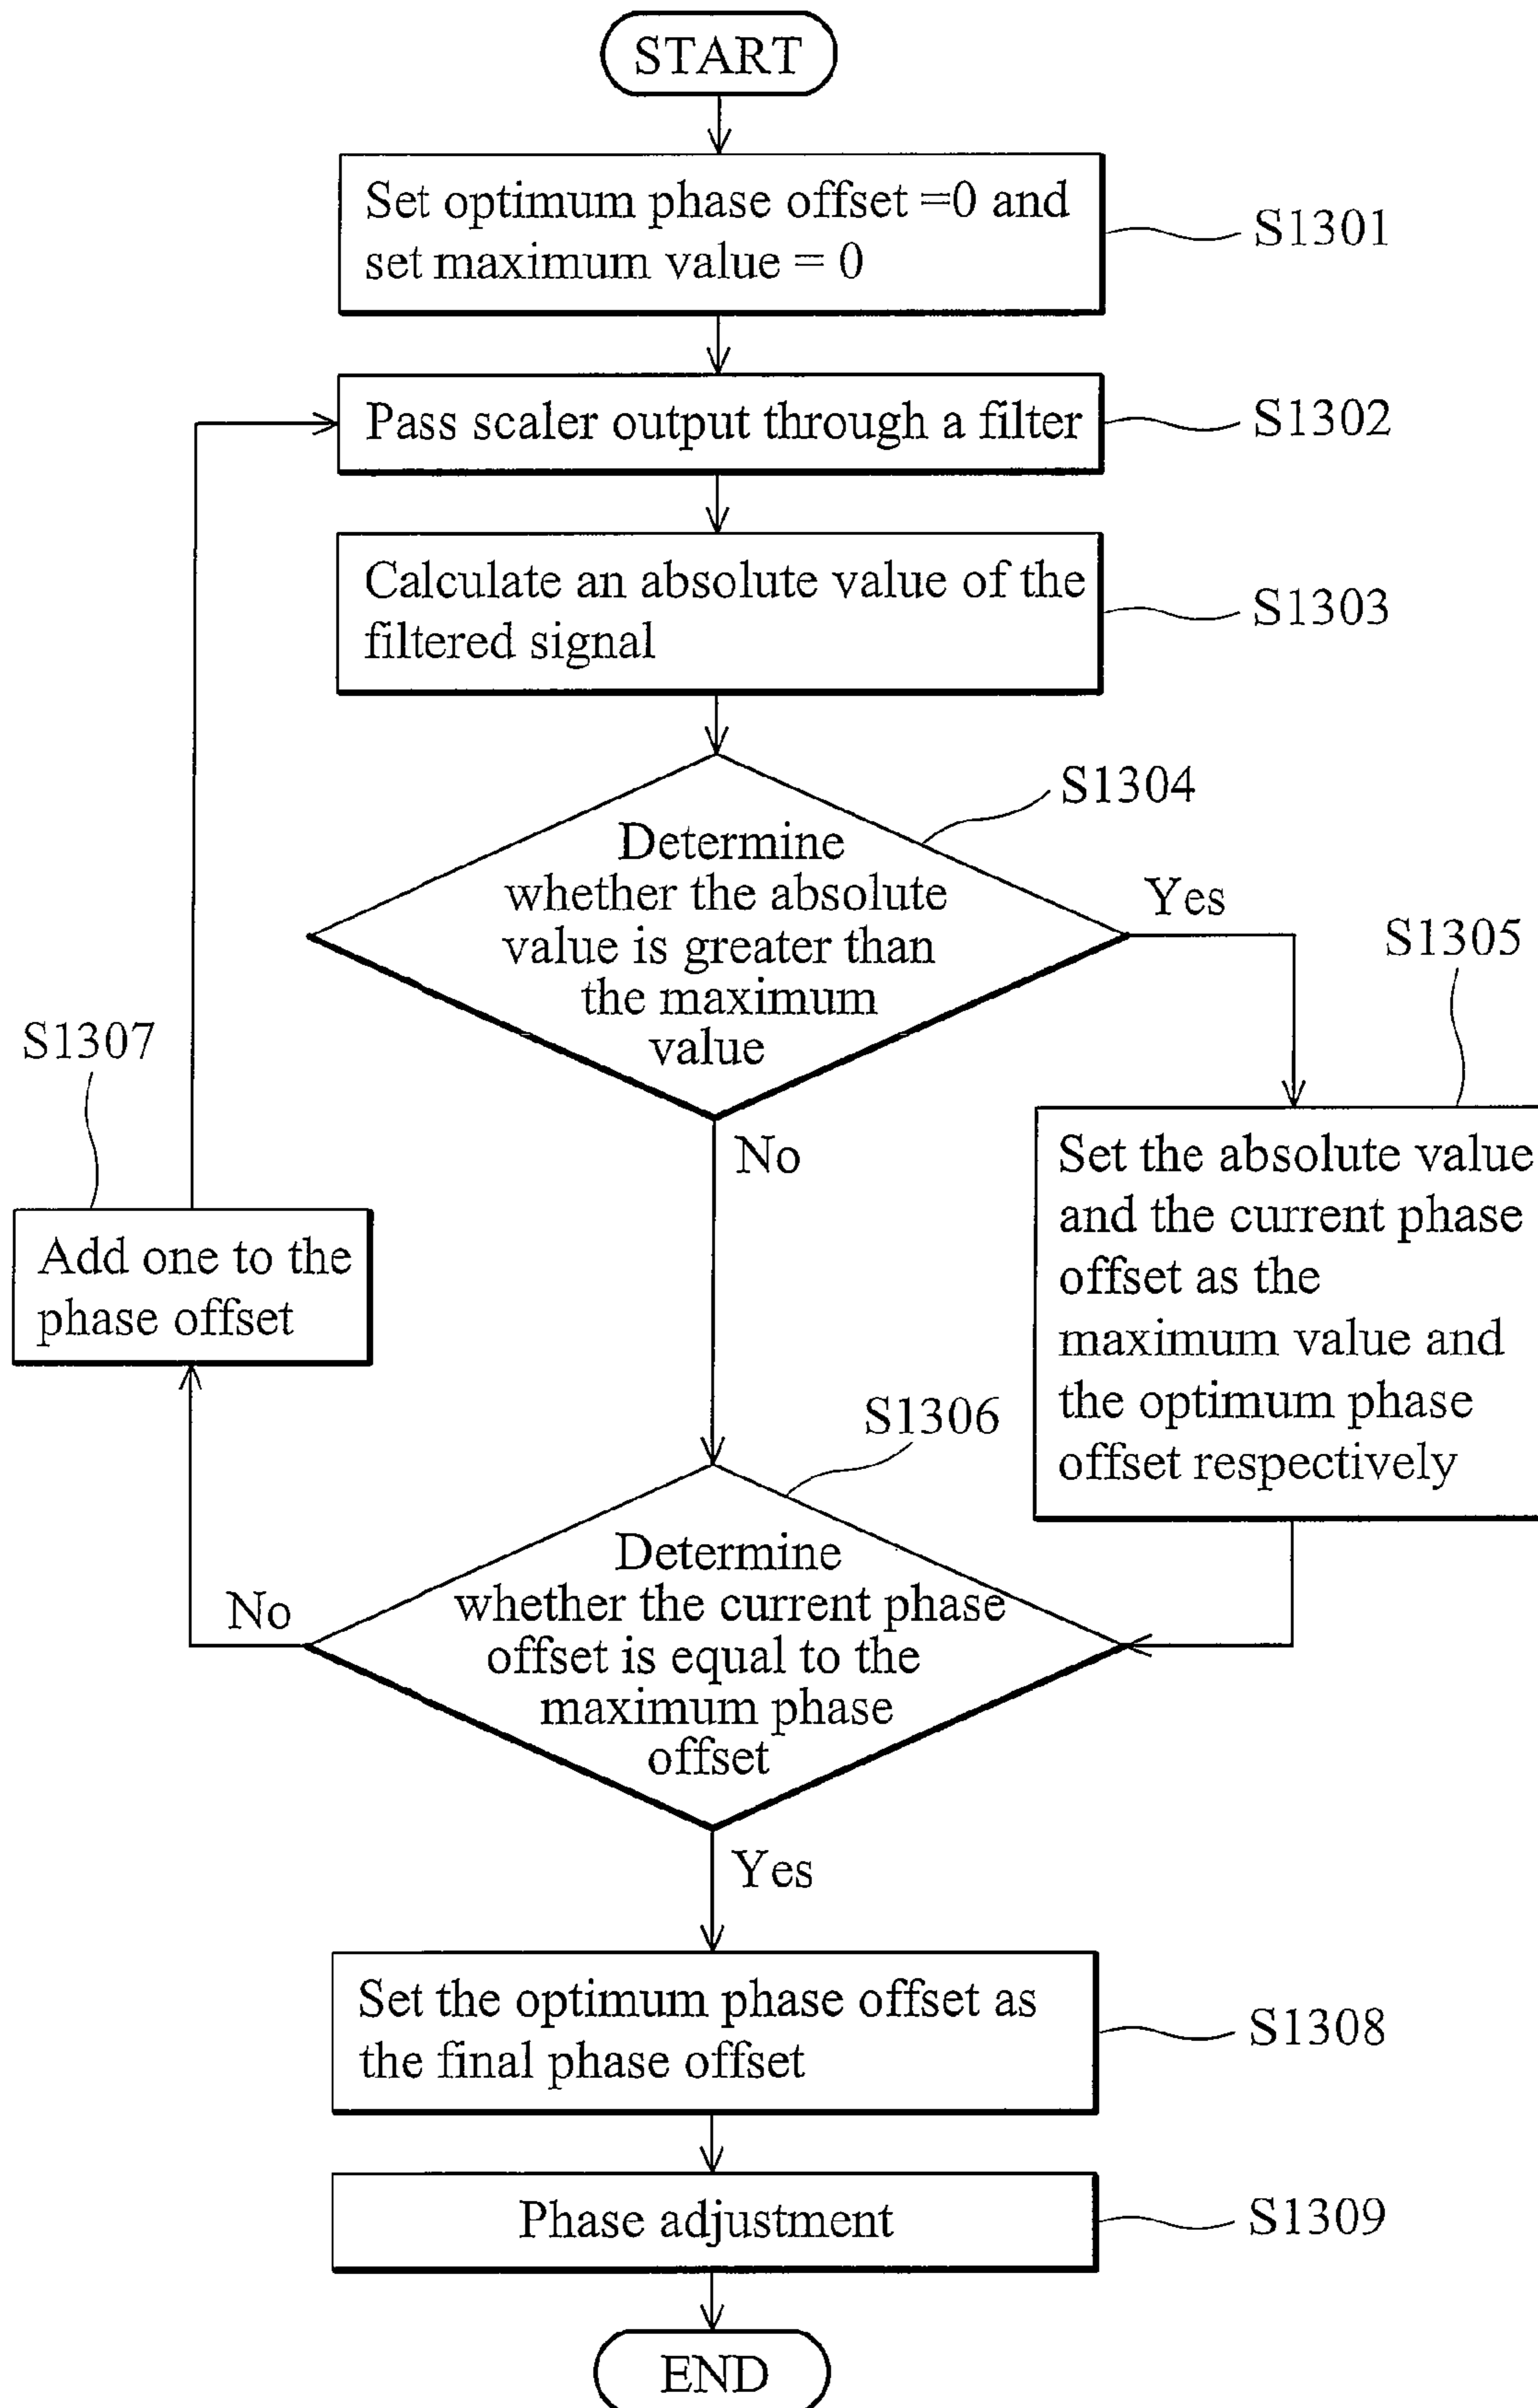 START
Set optimum phase offset =0 and
set maximum value = 0
S1301
Pass scaler output through a filter
S1302
Calculate an absolute value of the
filtered signal
S1303
S1304
Determine
whether the absolute
value is greater than
the maximum
value
Yes
S1305
Set the absolute value
and the current phase
offset as the
maximum value and
the optimum phase
offset respectively
No
S1307
Add one to the
phase offset
S1306
Determine
whether the current phase
offset is equal to the
maximum phase
offset
No
Yes
Set the optimum phase offset as
the final phase offset
S1308
Phase adjustment
S1309
END